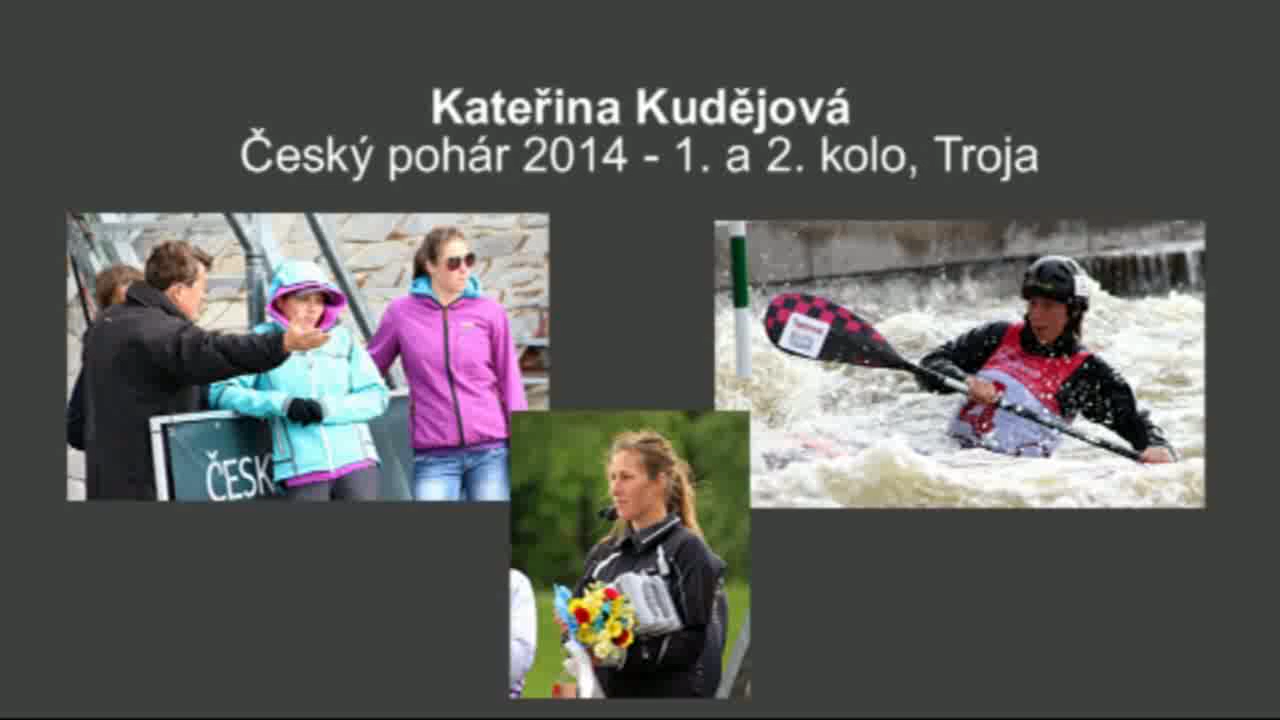 Kateřina Kudějová
Český pohár 2014 - 1. a 2. kolo, Troja
ČESK